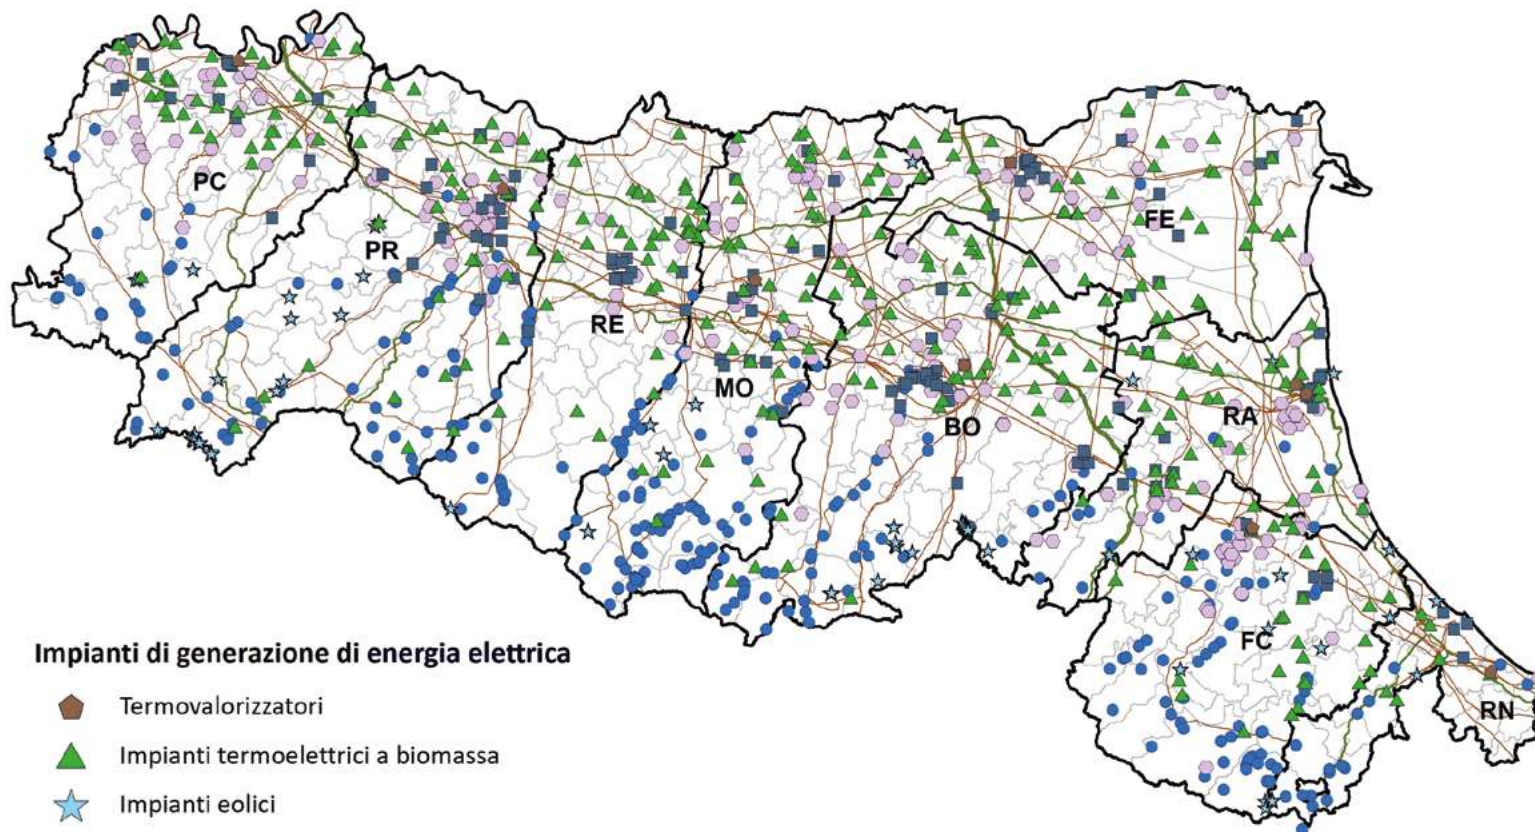 PC
PR
FE
RE
MO
RA
BO
FC
RN
Impianti di generazione di energia elettrica
Termovalorizzatori
Impianti termoelettrici a biomassa
Impianti eolici